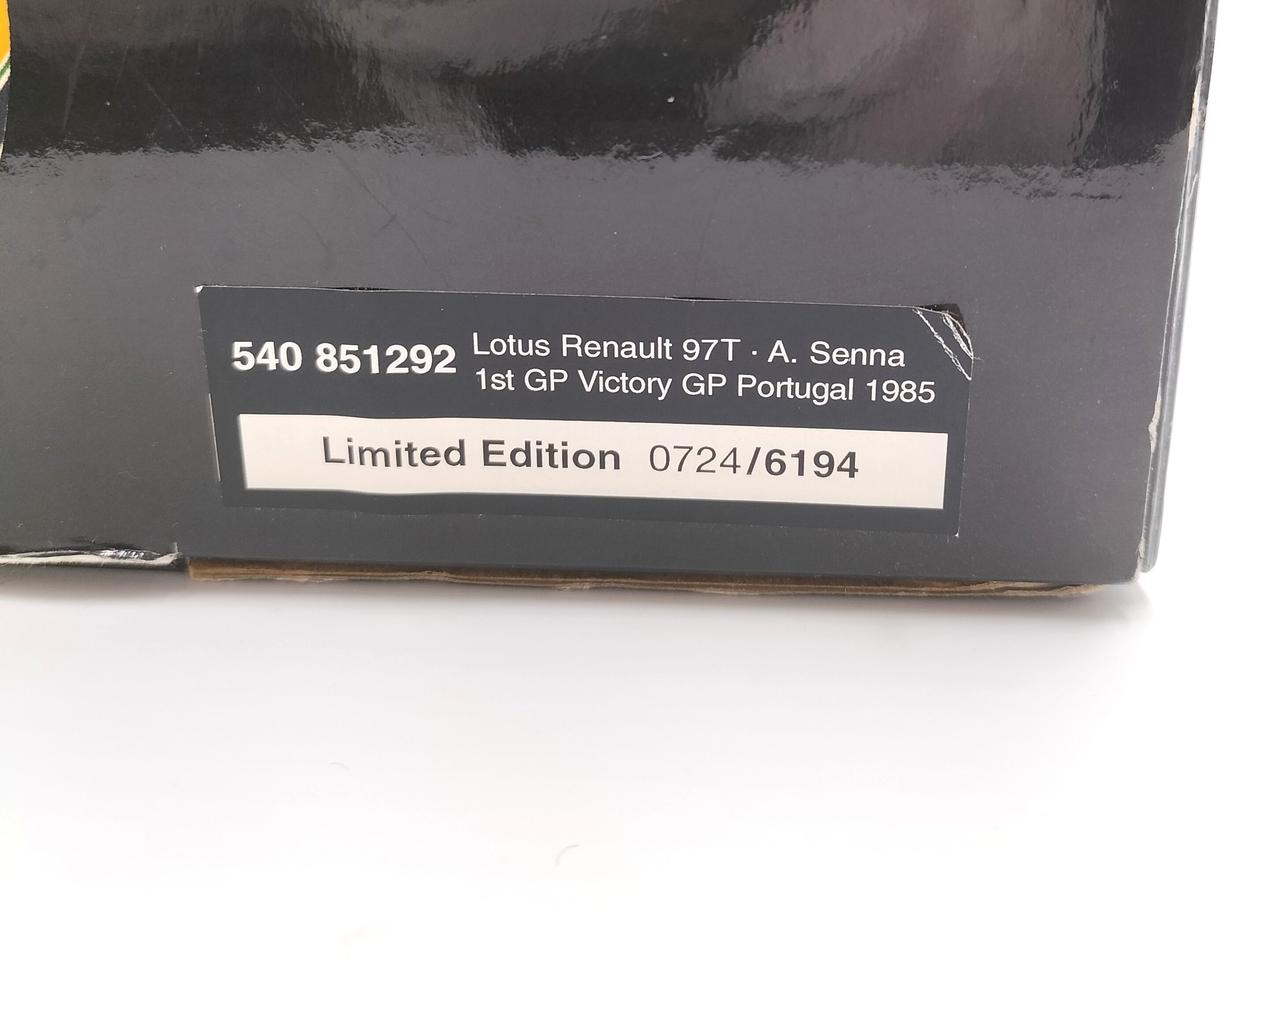 540 851292 Lotus Renault 97T · A. Senna
1st GP Victory GP Portugal 1985
Limited Edition 0724/6194